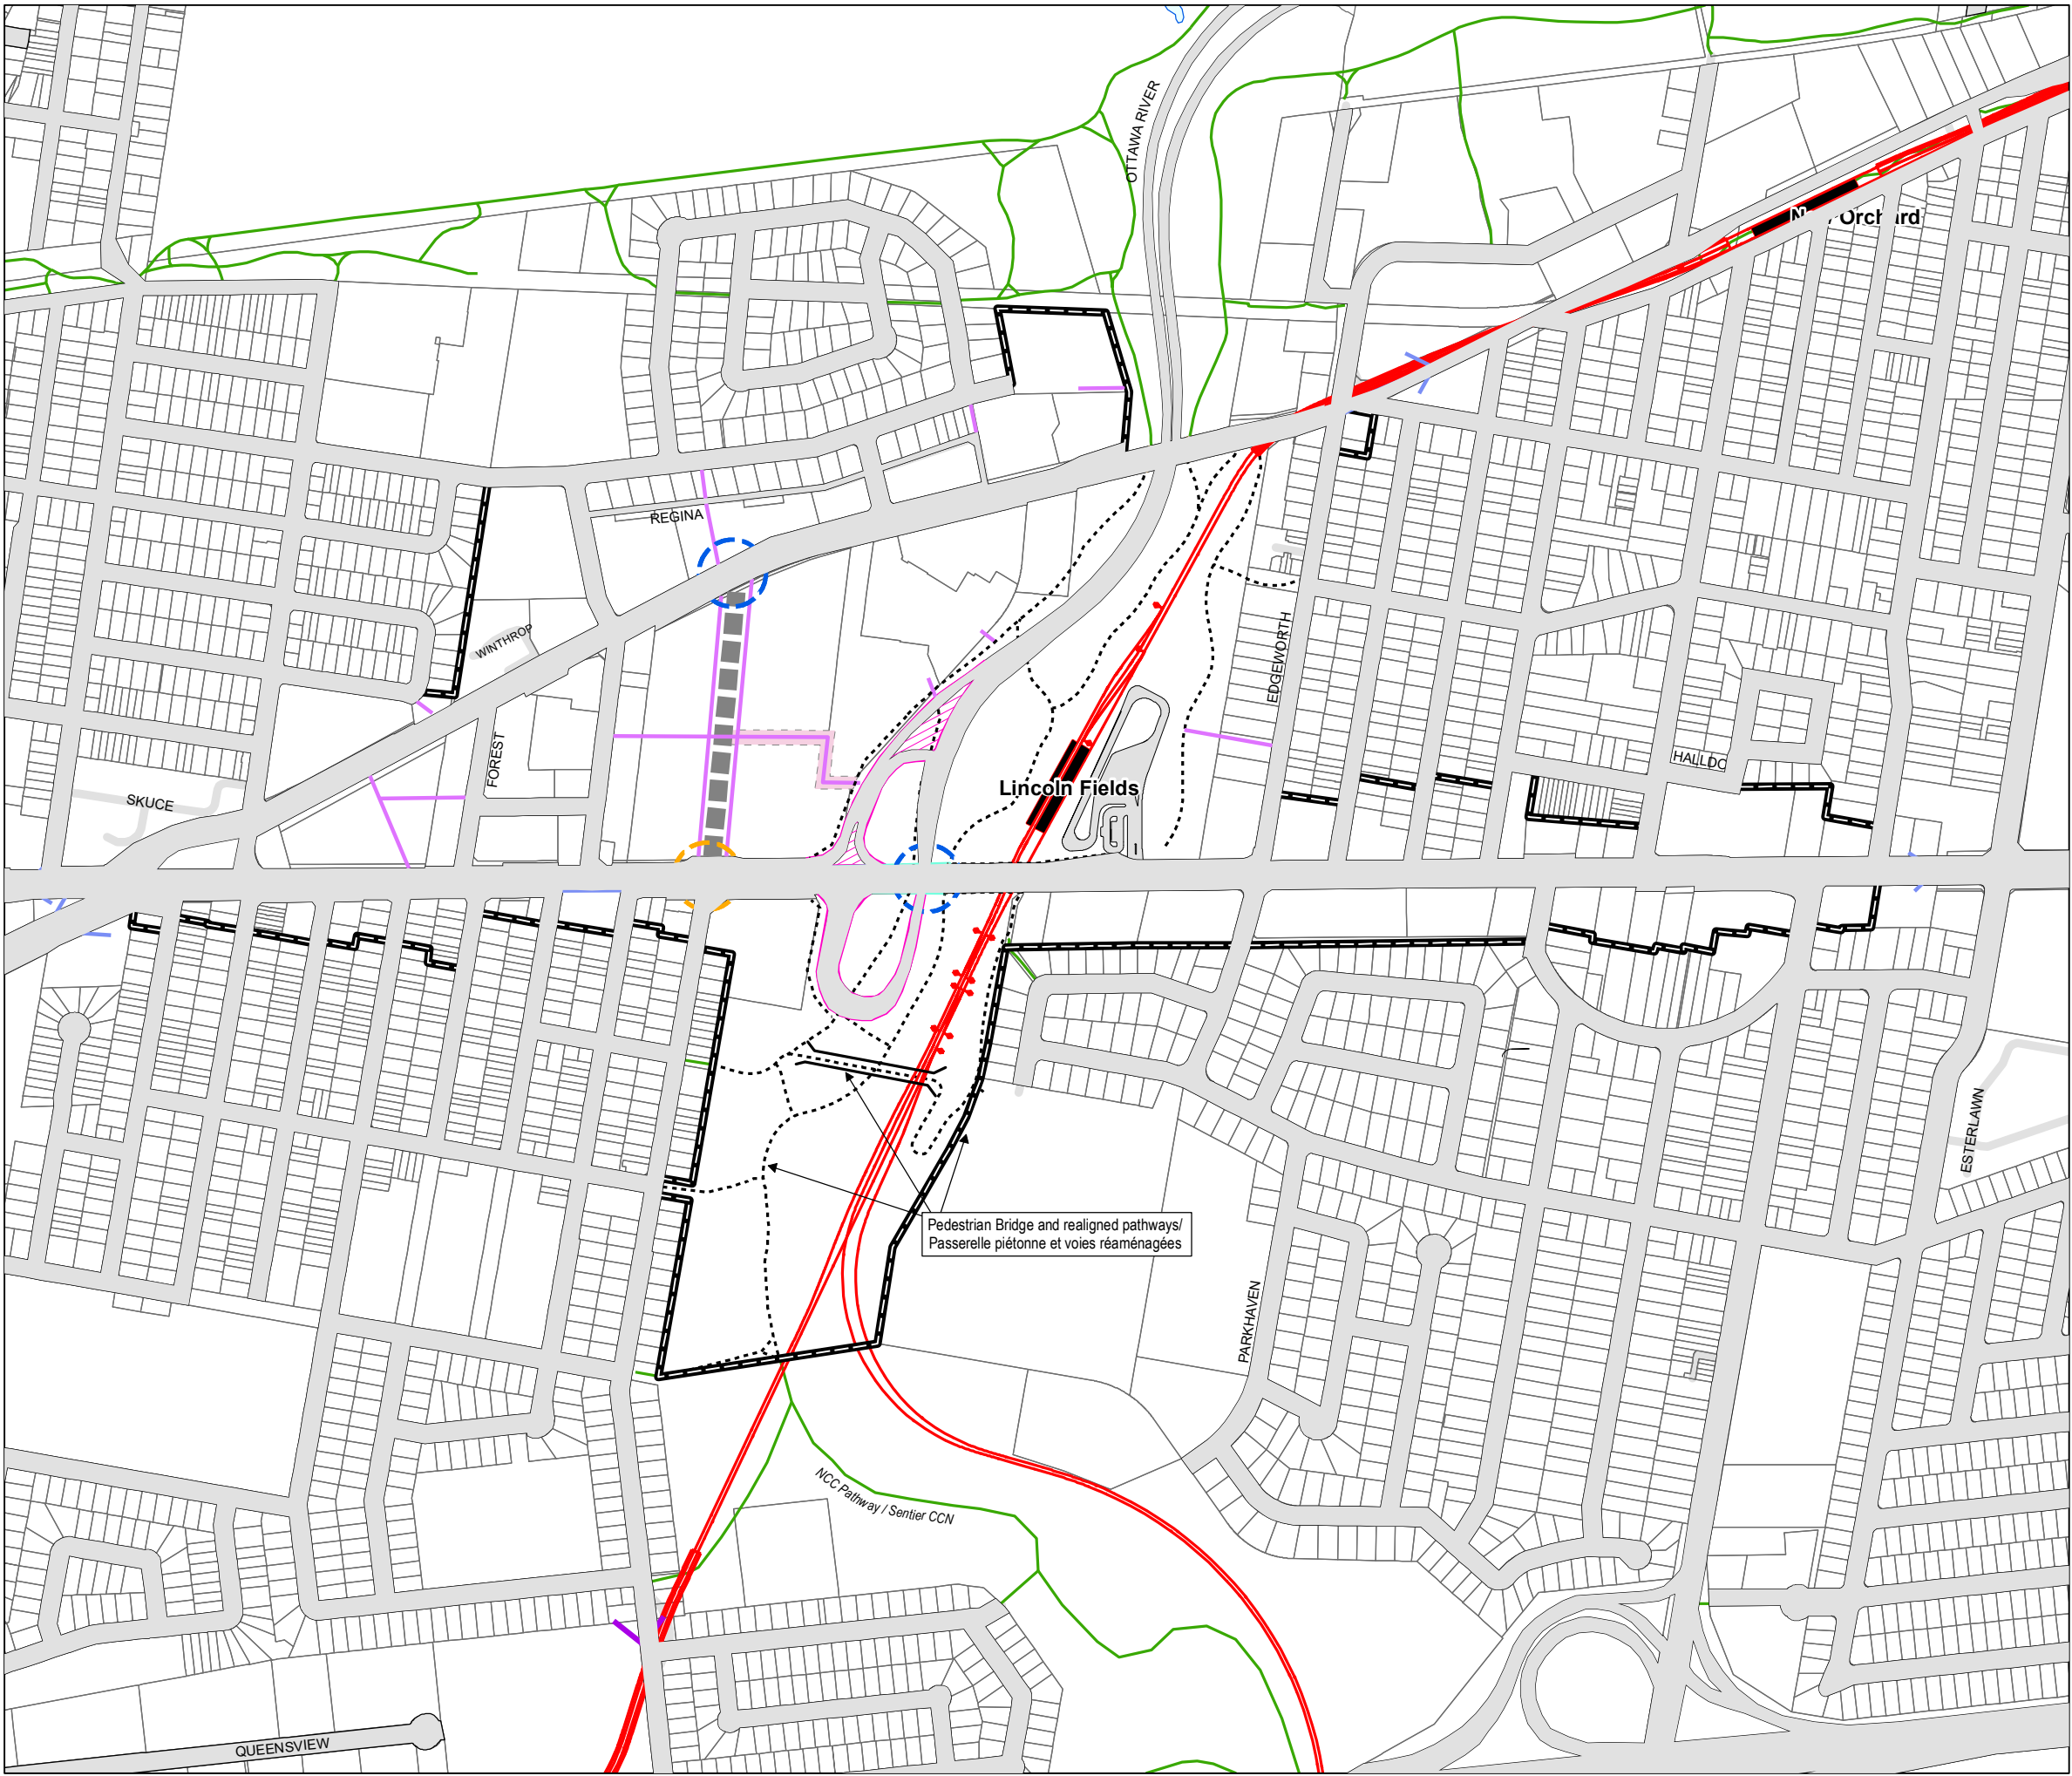 OTTAWA RIVER
Orchard
REGINA
WINTHROP
EDGEWORTH
FOREST
HALLDO
Lincoln Fields
SKUCE
ESTERLAWN
Pedestrian Bridge and realigned pathways/
Passerelle piétonne et voies réaménagées
PARKHAVEN
NCC Pathway / Sentier CCN
QUEENSVIEW